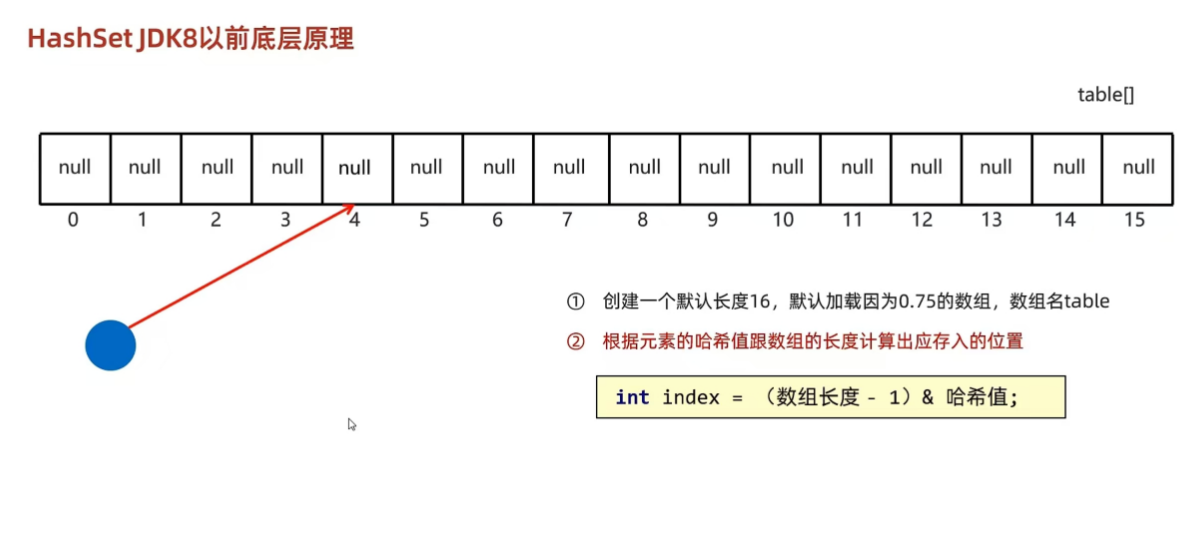 HashSet JDK8以前底层原理
table[]
null null null null null null null null null null null null null null null null
0 1 2 3 4 5 6 7 8 9 10 11 12 13 14 15
① 创建一个默认长度16，默认加载因为0.75的数组，数组名table
② 根据元素的哈希值跟数组的长度计算出应存入的位置
int index = （数组长度 - 1）& 哈希值;